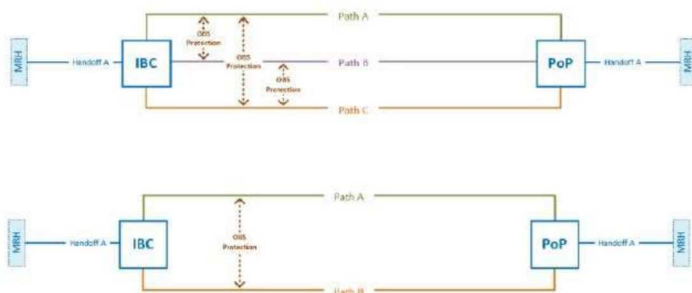 Path A
OBS
Protection
OBS
Protection
MRH
Handoff A
IBC
Path B
PoP
Handoff A
MRH
OBS
Protection
Path C
Path A
OBS
Protection
MRH
Handoff A
IBC
PoP
Handoff A
MRH
Path B